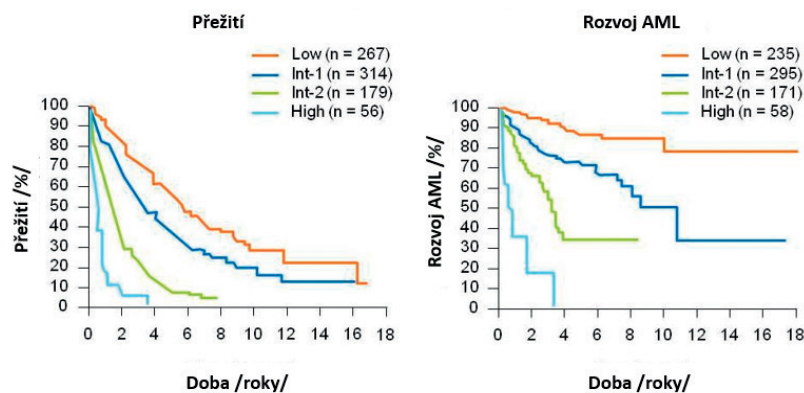 Přežití
Low (n = 267)
Int-1 (n = 314)
Int-2 (n = 179)
High (n = 56)
Přežití /%/
100
90
80
70
60
50
40
30
20
10
0
0 2 4 6 8 10 12 14 16 18
Doba /roky/
Rozvoj AML
Low (n = 235)
Int-1 (n = 295)
Int-2 (n = 171)
High (n = 58)
Rozvoj AML /%/
100
90
80
70
60
50
40
30
20
10
0
0 2 4 6 8 10 12 14 16 18
Doba /roky/